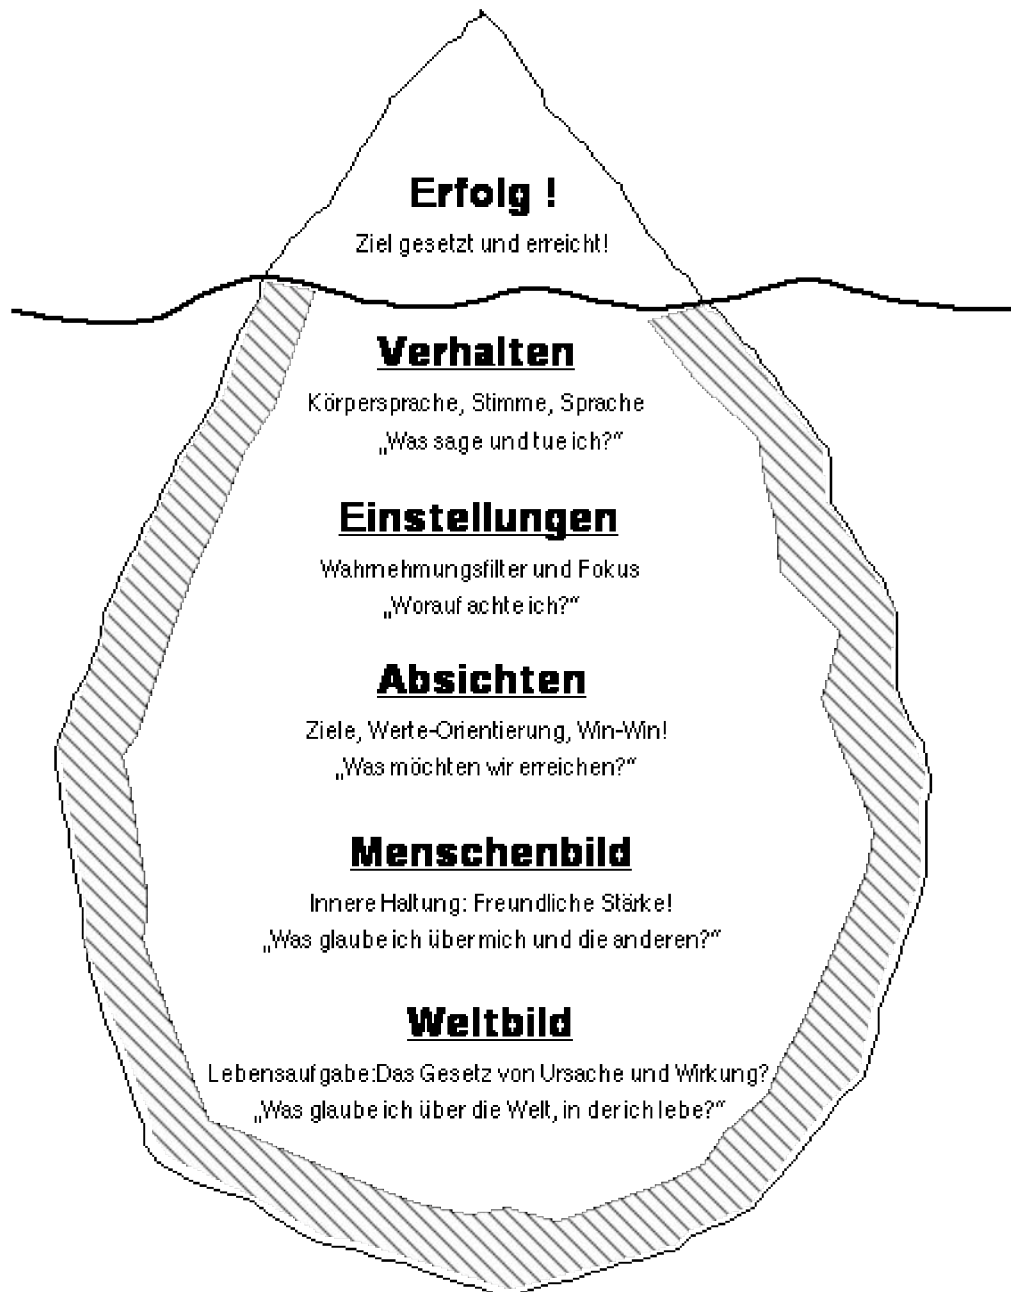 Erfolg !
Ziel gesetzt und erreicht!
Verhalten
Körpersprache, Stimme, Sprache
„Was sage und tue ich?“
Einstellungen
Wahrnehmungsfilter und Fokus
„Worauf achte ich?“
Absichten
Ziele, Werte-Orientierung, Win-Win!
„Was möchten wir erreichen?“
Menschenbild
Innere Haltung: Freundliche Stärke!
„Was glaube ich über mich und die anderen?“
Weltbild
Lebensaufgabe:Das Gesetz von Ursache und Wirkung?
„Was glaube ich über die Welt, in der ich lebe?“